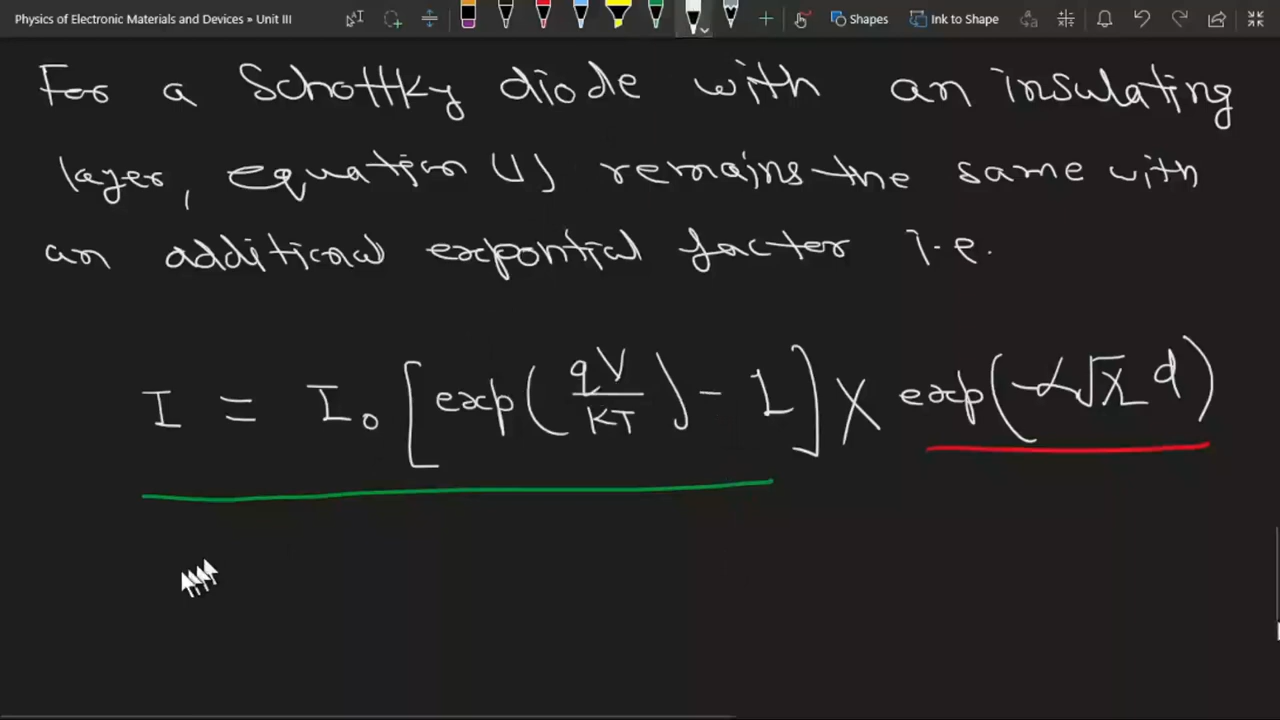 Physics of Electronic Materials and Devices » Unit III
Shapes
Ink to Shape
For a Schottky diode with an insulating
layer, equation (1) remains the same with
an additional expontial factor i.e.
I = I₀ [exp(qV/KT) - 1] X exp(-α√χ d)